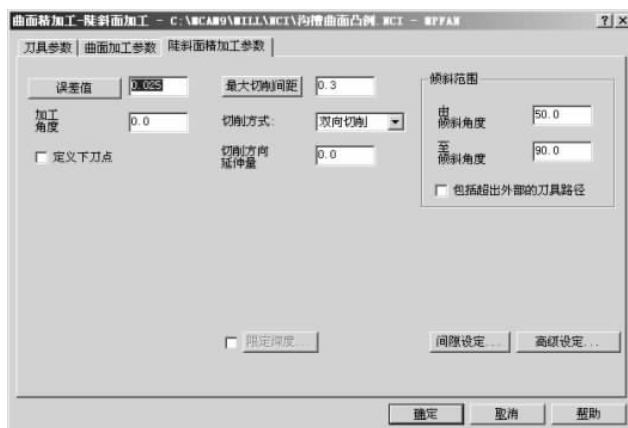 曲面精加工-陡斜面加工 - C:\MCAM9\MILL\NCI\沟槽曲面凸侧.NCI - MPFAN
刀具参数 曲面加工参数 陡斜面精加工参数
误差值 0.025 最大切削间距 0.3 倾斜范围
加工角度 0.0 切削方式: 双向切削 由倾斜角度 50.0
定义下刀点 切削方向延伸量 0.0 至倾斜角度 90.0
包括超出外部的刀具路径
限定深度... 间隙设定... 高级设定...
确定 取消 帮助